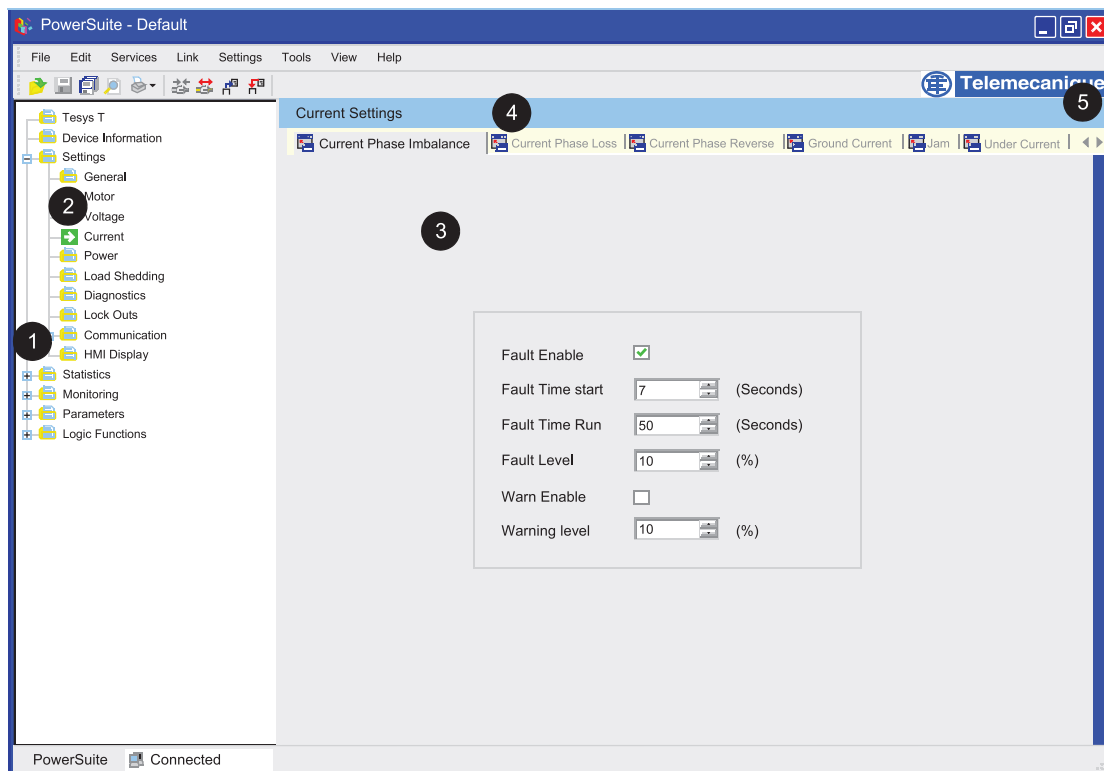 PowerSuite - Default
File Edit Services Link Settings Tools View Help
Telemecanique
5
Tesys T
Device Information
Settings
General
Motor
2
Voltage
Current
Power
Load Shedding
Diagnostics
Lock Outs
Communication
1
HMI Display
Statistics
Monitoring
Parameters
Logic Functions
Current Settings
4
Current Phase Imbalance Current Phase Loss Current Phase Reverse Ground Current Jam Under Current
3
Fault Enable
Fault Time start 7 (Seconds)
Fault Time Run 50 (Seconds)
Fault Level 10 (%)
Warn Enable
Warning level 10 (%)
PowerSuite Connected